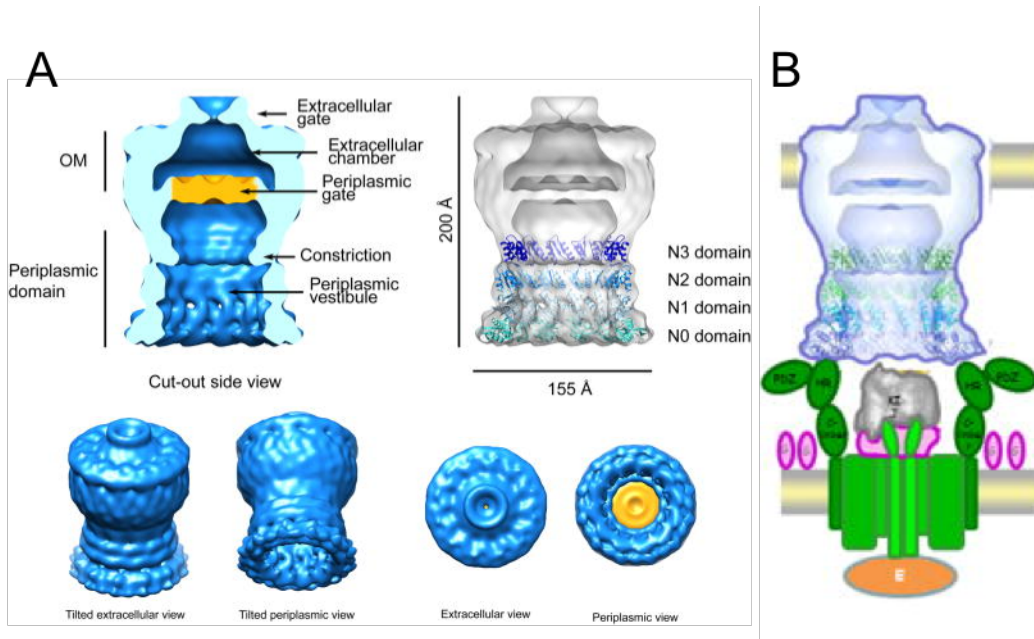 A
B
Extracellular
gate
OM
Extracellular
chamber
Periplasmic
gate
Periplasmic
domain
Constriction
Periplasmic
vestibule
Cut-out side view
200 Å
N3 domain
N2 domain
N1 domain
N0 domain
155 Å
PDZ
HR
HR
PDZ
E
Tilted extracellular view
Tilted periplasmic view
Extracellular view
Periplasmic view